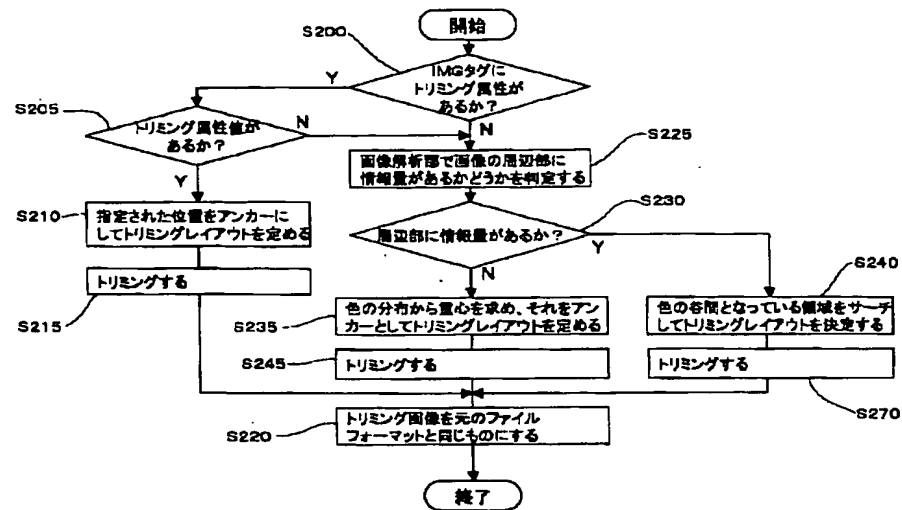 開始
S200
IMGタグに
トリミング属性が
あるか?
Y
N
S205
トリミング属性値が
あるか?
N
Y
S225
画像解析部で画像の周辺部に
情報量があるかどうかを判定する
S210
指定された位置をアンカーに
してトリミングレイアウトを定める
S230
周辺部に情報量があるか?
Y
N
S215
トリミングする
S235
色の分布から重心を求め、それをアン
カーとしてトリミングレイアウトを定める
S240
色の谷間となっている領域をサーチ
してトリミングレイアウトを決定する
S245
トリミングする
トリミングする
S270
S220
トリミング画像を元のファイル
フォーマットと同じものにする
終了